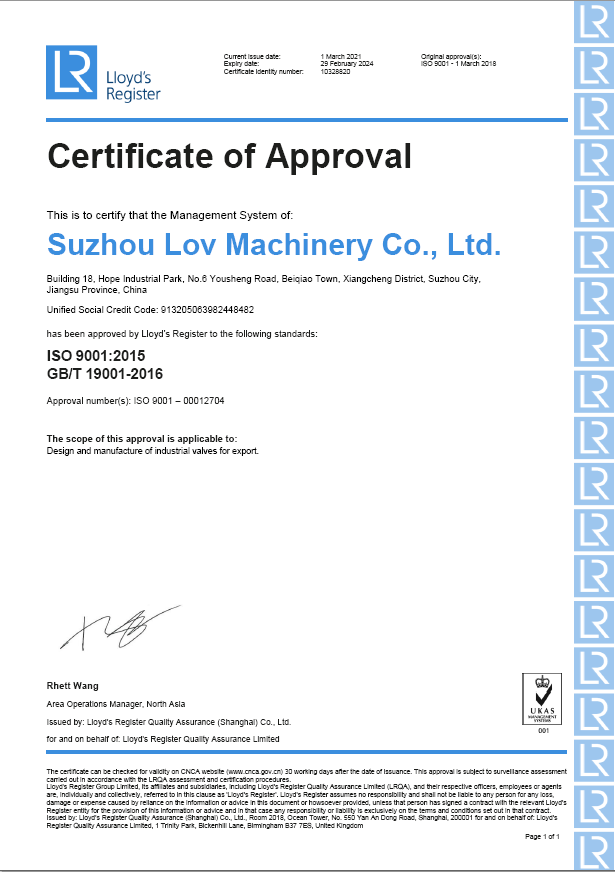 LR
Lloyd's
Register
Current issue date: 1 March 2021 Original approval(s):
Expiry date: 29 February 2024 ISO 9001 - 1 March 2018
Certificate identity number: 10328820
Certificate of Approval
This is to certify that the Management System of:
Suzhou Lov Machinery Co., Ltd.
Building 18, Hope Industrial Park, No.6 Yousheng Road, Beiqiao Town, Xiangcheng District, Suzhou City,
Jiangsu Province, China
Unified Social Credit Code: 913205063982448482
has been approved by Lloyd's Register to the following standards:
ISO 9001:2015
GB/T 19001-2016
Approval number(s): ISO 9001 – 00012704
The scope of this approval is applicable to:
Design and manufacture of industrial valves for export.
Rhett Wang
Area Operations Manager, North Asia
Issued by: Lloyd's Register Quality Assurance (Shanghai) Co., Ltd.
for and on behalf of: Lloyd's Register Quality Assurance Limited
UKAS
MANAGEMENT
SYSTEMS
001
The certificate can be checked for validity on CNCA website (www.cnca.gov.cn) 30 working days after the date of issuance. This approval is subject to surveillance assessment
carried out in accordance with the LRQA assessment and certification procedures.
Lloyd's Register Group Limited, its affiliates and subsidiaries, including Lloyd's Register Quality Assurance Limited (LRQA), and their respective officers, employees or agents
are, individually and collectively, referred to in this clause as 'Lloyd's Register'. Lloyd's Register assumes no responsibility and shall not be liable to any person for any loss,
damage or expense caused by reliance on the information or advice in this document or howsoever provided, unless that person has signed a contract with the relevant Lloyd's
Register entity for the provision of this information or advice and in that case any responsibility or liability is exclusively on the terms and conditions set out in that contract.
Issued by: Lloyd's Register Quality Assurance (Shanghai) Co., Ltd., Room 2018, Ocean Tower, No. 550 Yan An Dong Road, Shanghai, 200001 for and on behalf of: Lloyd's
Register Quality Assurance Limited, 1 Trinity Park, Bickenhill Lane, Birmingham B37 7ES, United Kingdom
Page 1 of 1